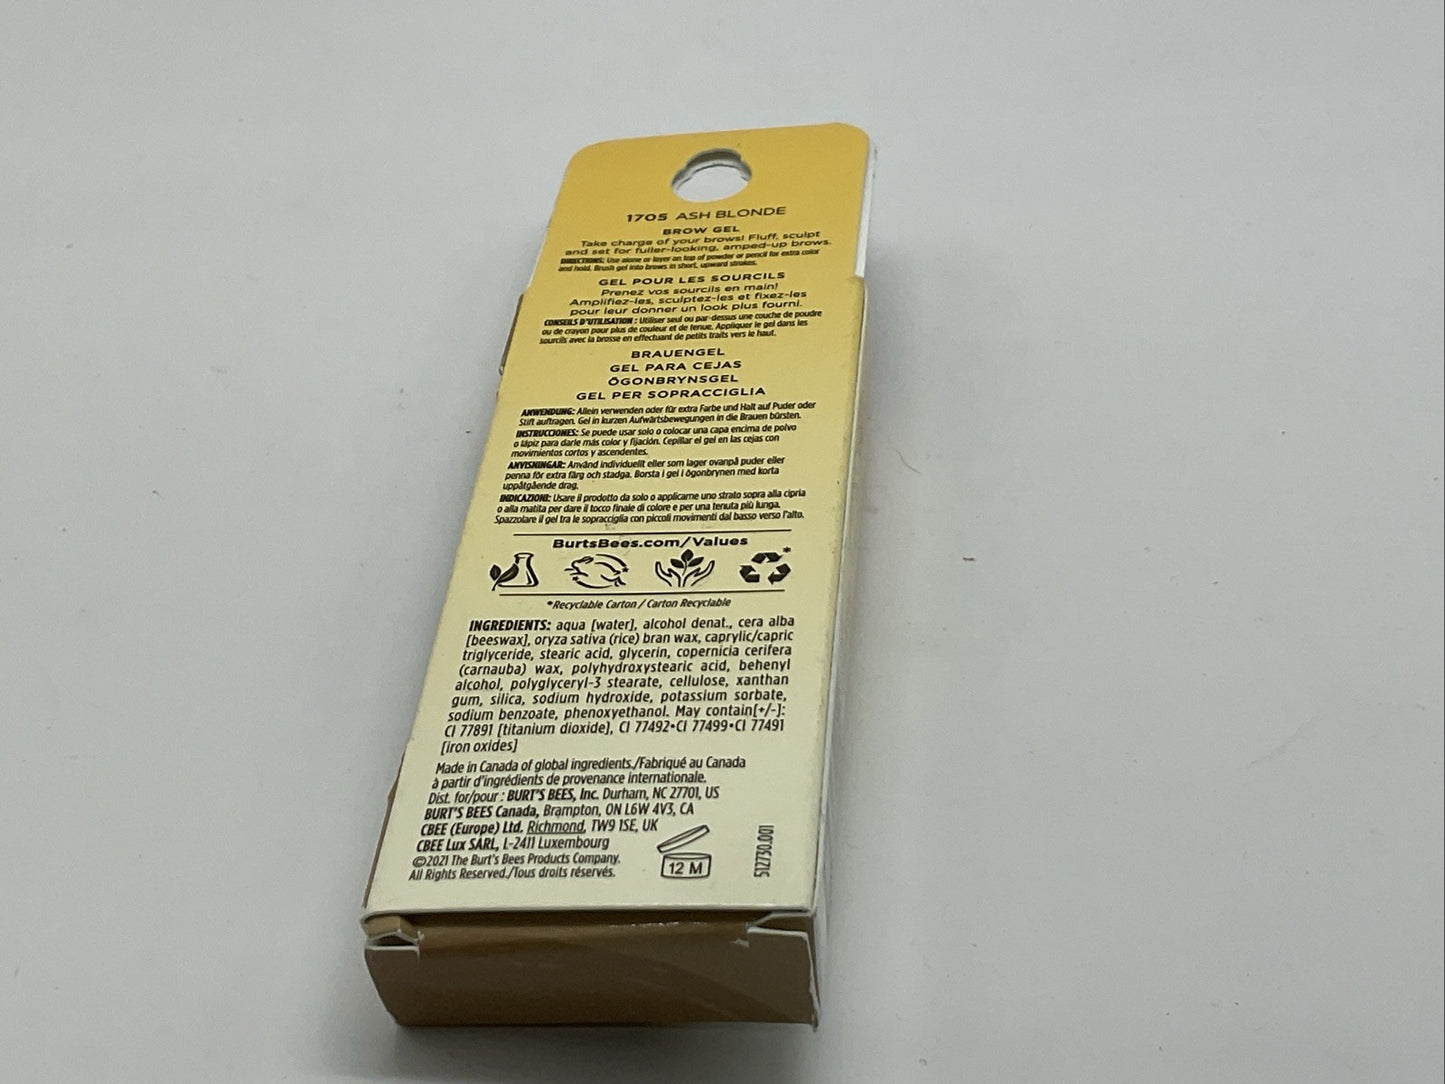 1705 ASH BLONDE
BROW GEL
Take charge of your brows! Fluff, sculpt
and set for fuller-looking, amped-up brows.
DIRECTIONS: Use alone or layer on top of powder or pencil for extra color
and hold. Brush gel into brows in short, upward strokes.
GEL POUR LES SOURCILS
Prenez vos sourcils en main!
Amplifiez-les, sculptez-les et fixez-les
pour leur donner un look plus fourni.
CONSEILS D'UTILISATION : Utiliser seul ou par-dessus une couche de poudre
ou de crayon pour plus de couleur et de tenue. Appliquer le gel dans les
sourcils avec la brosse en effectuant de petits traits vers le haut.
BRAUENGEL
GEL PARA CEJAS
ÖGONBRYNSGEL
GEL PER SOPRACCIGLIA
ANWENDUNG: Allein verwenden oder für extra Farbe und Halt auf Puder oder
Stift auftragen. Gel in kurzen Aufwärtsbewegungen in die Brauen bürsten.
INSTRUCCIONES: Se puede usar solo o colocar una capa encima de polvo
o lápiz para darle más color y fijación. Cepillar el gel en las cejas con
movimientos cortos y ascendentes.
ANVISNINGAR: Använd individuellt eller som lager ovanpå puder eller
penna för extra färg och stadga. Borsta i gel i ögonbrynen med korta
uppåtgående drag.
INDICAZIONI: Usare il prodotto da solo o applicarne uno strato sopra alla cipria
o alla matita per dare il tocco finale di colore e per una tenuta più lunga.
Spazzolare il gel tra le sopracciglia con piccoli movimenti dal basso verso l'alto.
BurtsBees.com/Values
*
*Recyclable Carton / Carton Recyclable
INGREDIENTS: aqua [water], alcohol denat., cera alba
[beeswax], oryza sativa (rice) bran wax, caprylic/capric
triglyceride, stearic acid, glycerin, copernicia cerifera
(carnauba) wax, polyhydroxystearic acid, behenyl
alcohol, polyglyceryl-3 stearate, cellulose, xanthan
gum, silica, sodium hydroxide, potassium sorbate,
sodium benzoate, phenoxyethanol. May contain[+/-]:
CI 77891 [titanium dioxide], CI 77492•CI 77499•CI 77491
[iron oxides]
Made in Canada of global ingredients./Fabriqué au Canada
à partir d'ingrédients de provenance internationale.
Dist. for/pour : BURT'S BEES, Inc. Durham, NC 27701, US
BURT'S BEES Canada, Brampton, ON L6W 4V3, CA
CBEE (Europe) Ltd. Richmond, TW9 1SE, UK
CBEE Lux SARL, L-2411 Luxembourg
©2021 The Burt's Bees Products Company.
All Rights Reserved./Tous droits réservés.
12 M
512730.001